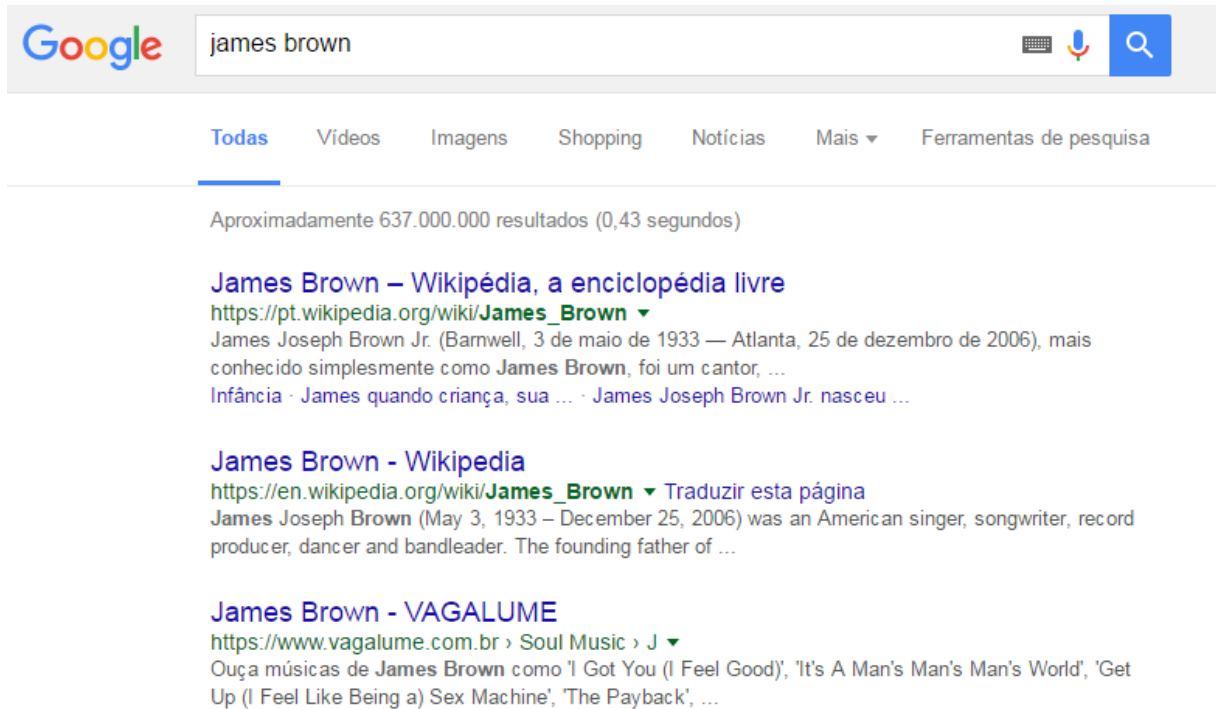 Google james brown
Todas Vídeos Imagens Shopping Notícias Mais Ferramentas de pesquisa
Aproximadamente 637.000.000 resultados (0,43 segundos)
James Brown – Wikipédia, a enciclopédia livre
https://pt.wikipedia.org/wiki/James_Brown
James Joseph Brown Jr. (Barnwell, 3 de maio de 1933 — Atlanta, 25 de dezembro de 2006), mais
conhecido simplesmente como James Brown, foi um cantor, ...
Infância · James quando criança, sua ... · James Joseph Brown Jr. nasceu ...
James Brown - Wikipedia
https://en.wikipedia.org/wiki/James_Brown Traduzir esta página
James Joseph Brown (May 3, 1933 – December 25, 2006) was an American singer, songwriter, record
producer, dancer and bandleader. The founding father of ...
James Brown - VAGALUME
https://www.vagalume.com.br › Soul Music › J
Ouça músicas de James Brown como 'I Got You (I Feel Good)', 'It's A Man's Man's Man's World', 'Get
Up (I Feel Like Being a) Sex Machine', 'The Payback', ...